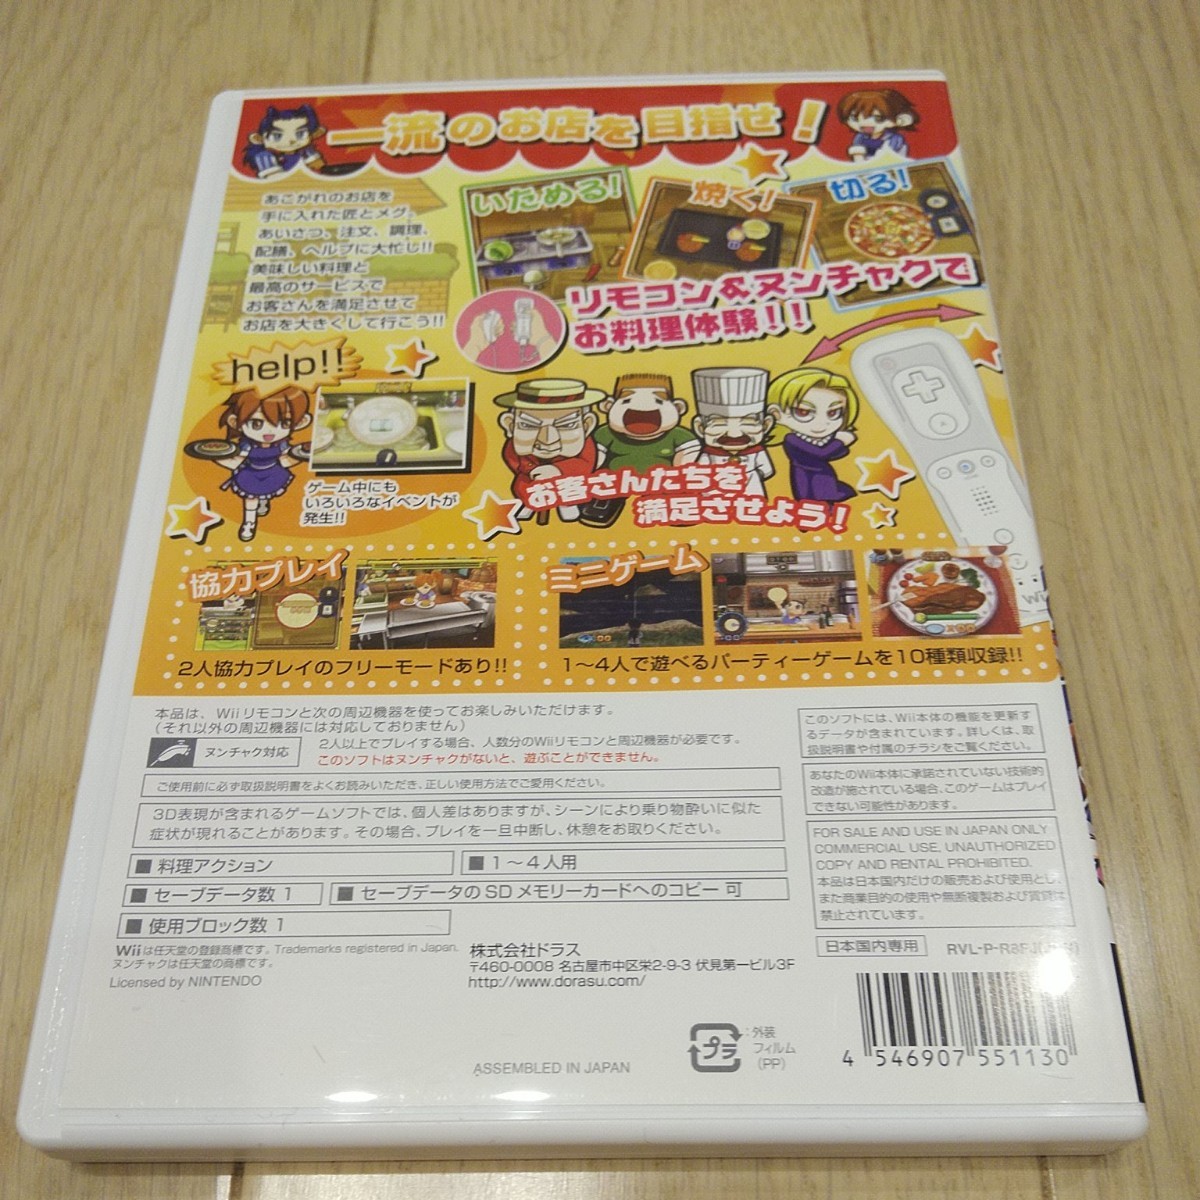 一流のお店を目指せ!
あこがれのお店を
手に入れた匠とメグ。
あいさつ、注文、調理、
配膳、ヘルプに大忙し!!
美味しい料理と
最高のサービスで
お客さんを満足させて
お店を大きくして行こう!!
いためる!
焼く!
切る!
リモコン&ヌンチャクで
お料理体験!!
help!!
ゲーム中にも
いろいろなイベントが
発生!!
お客さんたちを
満足させよう!
協力プレイ
2人協力プレイのフリーモードあり!!
ミニゲーム
1〜4人で遊べるパーティーゲームを10種類収録!!
本品は、Wiiリモコンと次の周辺機器を使ってお楽しみいただけます。
(それ以外の周辺機器には対応しておりません)
ヌンチャク対応
2人以上でプレイする場合、人数分のWiiリモコンと周辺機器が必要です。
このソフトはヌンチャクがないと、遊ぶことができません。
ご使用前に必ず取扱説明書をよくお読みいただき、正しい使用方法でご愛用ください。
3D表現が含まれるゲームソフトでは、個人差はありますが、シーンにより乗り物酔いに似た
症状が現れることがあります。その場合、プレイを一旦中断し、休憩をお取りください。
■ 料理アクション
■ 1〜4人用
■ セーブデータ数 1
■ セーブデータのSDメモリーカードへのコピー 可
■ 使用ブロック数 1
Wiiは任天堂の登録商標です。Trademarks registered in Japan.
ヌンチャクは任天堂の商標です。
Licensed by NINTENDO
株式会社ドラス
〒460-0008 名古屋市中区栄2-9-3 伏見第一ビル3F
http://www.dorasu.com/
このソフトには、Wii本体の機能を更新す
るデータが含まれています。詳しくは、取
扱説明書や付属のチラシをご覧ください。
あなたのWii本体に承認されていない技術的
改造が施されている場合、このゲームはプレイ
できない可能性があります。
FOR SALE AND USE IN JAPAN ONLY
COMMERCIAL USE, UNAUTHORIZED
COPY AND RENTAL PROHIBITED.
本品は日本国内だけの販売および使用とし、
また商業目的の使用や無断複製および賃貸は
禁止されています。
日本国内専用
プラ
:外装
フィルム
(PP)
ASSEMBLED IN JAPAN
4 546907 551130